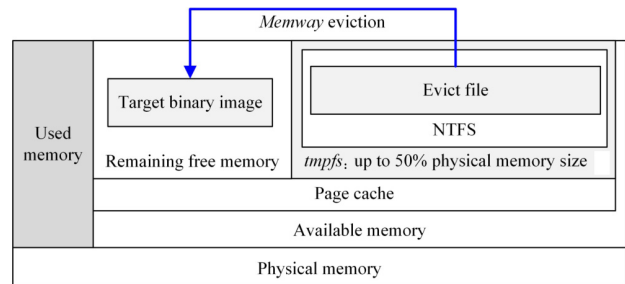 Memway eviction
Target binary image
Evict file
Used
memory
NTFS
Remaining free memory
tmpfs: up to 50% physical memory size
Page cache
Available memory
Physical memory